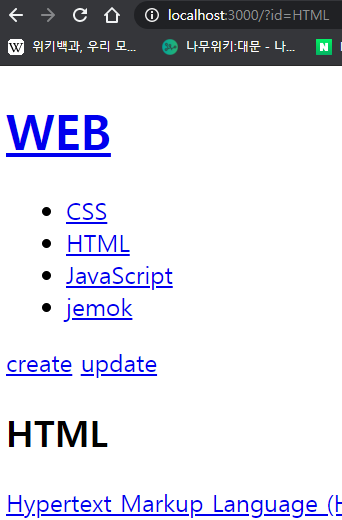 localhost:3000/?id=HTML
위키백과, 우리 모... 나무위키:대문 - 나...
WEB
CSS
HTML
JavaScript
jemok
create update
HTML
Hypertext Markup Language (H